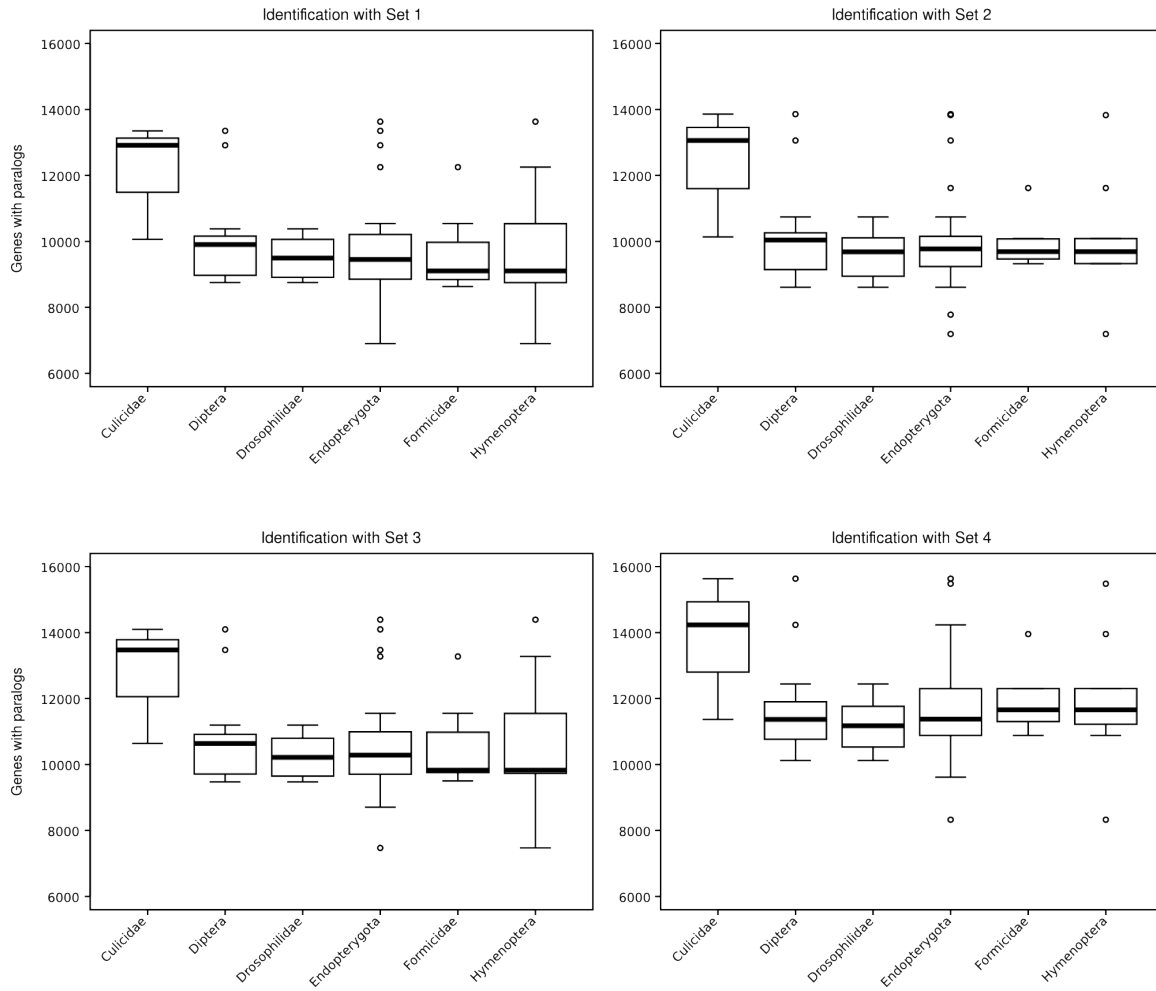 Identification with Set 1
Genes with paralogs
16000
14000
12000
10000
8000
6000
Culicidae
Diptera
Drosophilidae
Endopterygota
Formicidae
Hymenoptera
Identification with Set 2
16000
14000
12000
10000
8000
6000
Culicidae
Diptera
Drosophilidae
Endopterygota
Formicidae
Hymenoptera
Identification with Set 3
Genes with paralogs
16000
14000
12000
10000
8000
6000
Culicidae
Diptera
Drosophilidae
Endopterygota
Formicidae
Hymenoptera
Identification with Set 4
16000
14000
12000
10000
8000
6000
Culicidae
Diptera
Drosophilidae
Endopterygota
Formicidae
Hymenoptera